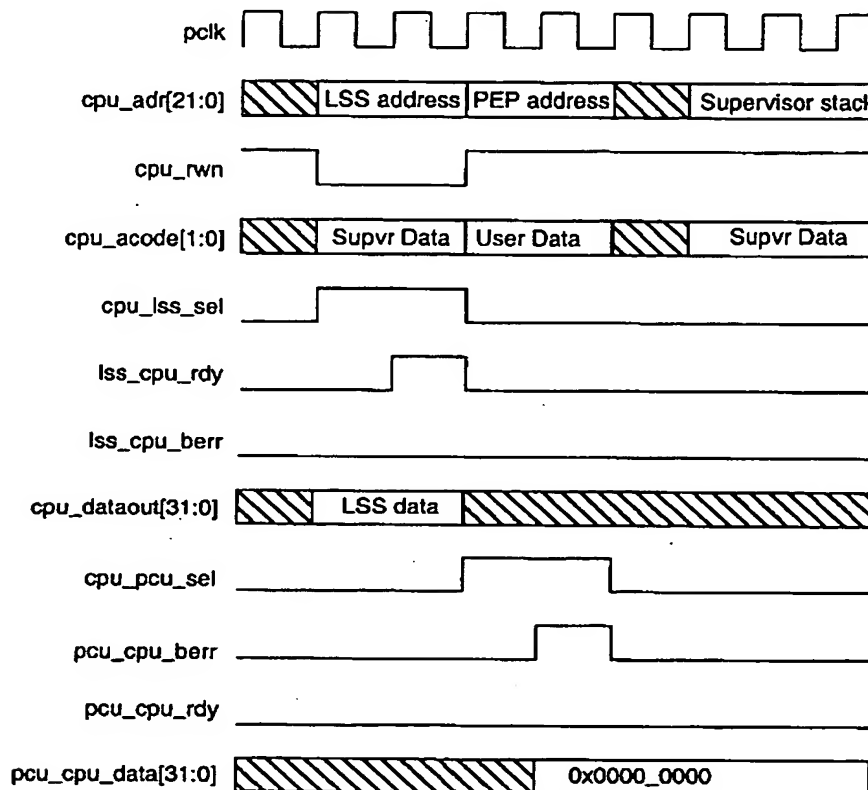 pclk
cpu_adr[21:0] LSS address PEP address Supervisor stack
cpu_rwn
cpu_acode[1:0] Supvr Data User Data Supvr Data
cpu_lss_sel
lss_cpu_rdy
lss_cpu_berr
cpu_dataout[31:0] LSS data
cpu_pcu_sel
pcu_cpu_berr
pcu_cpu_rdy
pcu_cpu_data[31:0] 0x0000_0000